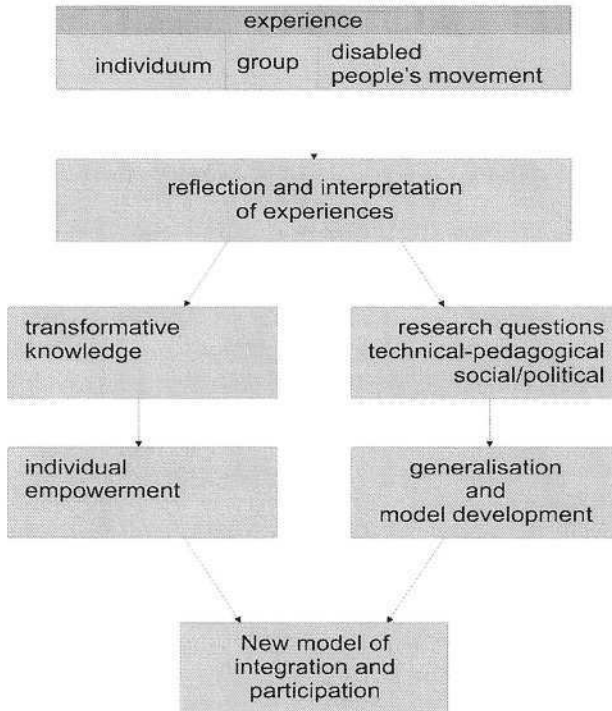 experience
individuum group disabled
people's movement
reflection and interpretation
of experiences
transformative
knowledge
research questions
technical-pedagogical
social/political
individual
empowerment
generalisation
and
model development
New model of
integration and
participation